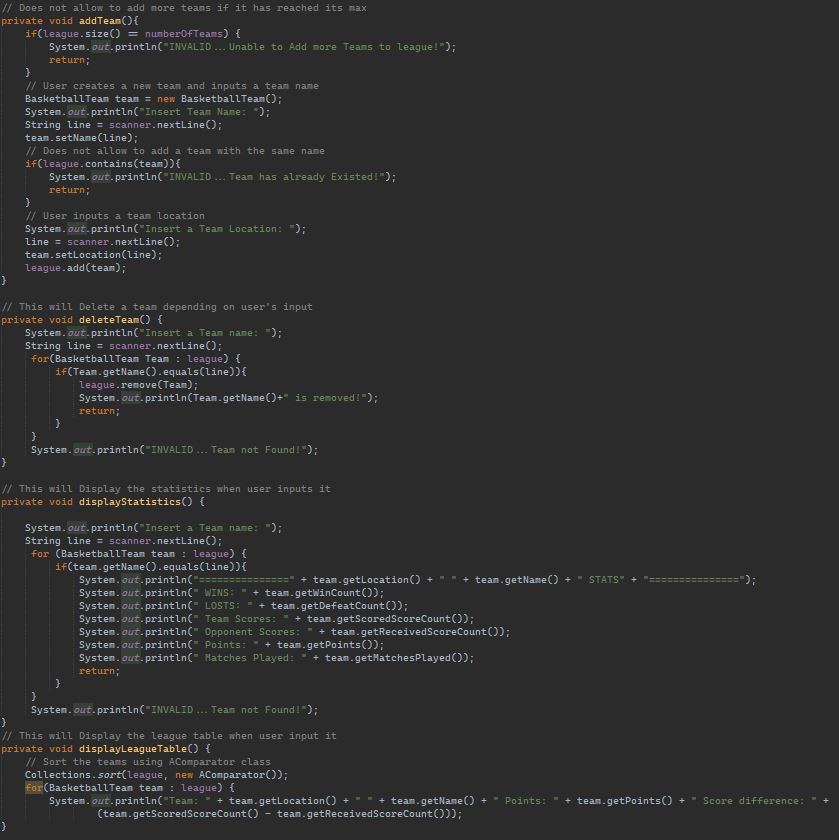 // Does not allow to add more teams if it has reached its max
private void addTeam(){
    if(league.size() == numberOfTeams) {
        System.out.println("INVALID...Unable to Add more Teams to league!");
        return;
    }
    // User creates a new team and inputs a team name
    BasketballTeam team = new BasketballTeam();
    System.out.println("Insert Team Name: ");
    String line = scanner.nextLine();
    team.setName(line);
    // Does not allow to add a team with the same name
    if(league.contains(team)){
        System.out.println("INVALID...Team has already Existed!");
        return;
    }
    // User inputs a team location
    System.out.println("Insert a Team Location: ");
    line = scanner.nextLine();
    team.setLocation(line);
    league.add(team);
}

// This will Delete a team depending on user's input
private void deleteTeam() {
    System.out.println("Insert a Team name: ");
    String line = scanner.nextLine();
     for(BasketballTeam Team : league) {
         if(Team.getName().equals(line)){
             league.remove(Team);
             System.out.println(Team.getName()+" is removed!");
             return;
         }
     }
     System.out.println("INVALID...Team not Found!");
}

// This will Display the statistics when user inputs it
private void displayStatistics() {

    System.out.println("Insert a Team name: ");
    String line = scanner.nextLine();
     for (BasketballTeam team : league) {
         if(team.getName().equals(line)){
             System.out.println("===============" + team.getLocation() + " " + team.getName() + " STATS" + "===============");
             System.out.println(" WINS: " + team.getWinCount());
             System.out.println(" LOSTS: " + team.getDefeatCount());
             System.out.println(" Team Scores: " + team.getScoredScoreCount());
             System.out.println(" Opponent Scores: " + team.getReceivedScoreCount());
             System.out.println(" Points: " + team.getPoints());
             System.out.println(" Matches Played: " + team.getMatchesPlayed());
             return;
         }
     }
     System.out.println("INVALID...Team not Found!");
}
// This will Display the league table when user input it
private void displayLeagueTable() {
    // Sort the teams using AComparator class
    Collections.sort(league, new AComparator());
    for(BasketballTeam team : league) {
        System.out.println("Team: " + team.getLocation() + " " + team.getName() + " Points: " + team.getPoints() + " Score difference: " +
                (team.getScoredScoreCount() - team.getReceivedScoreCount()));
}